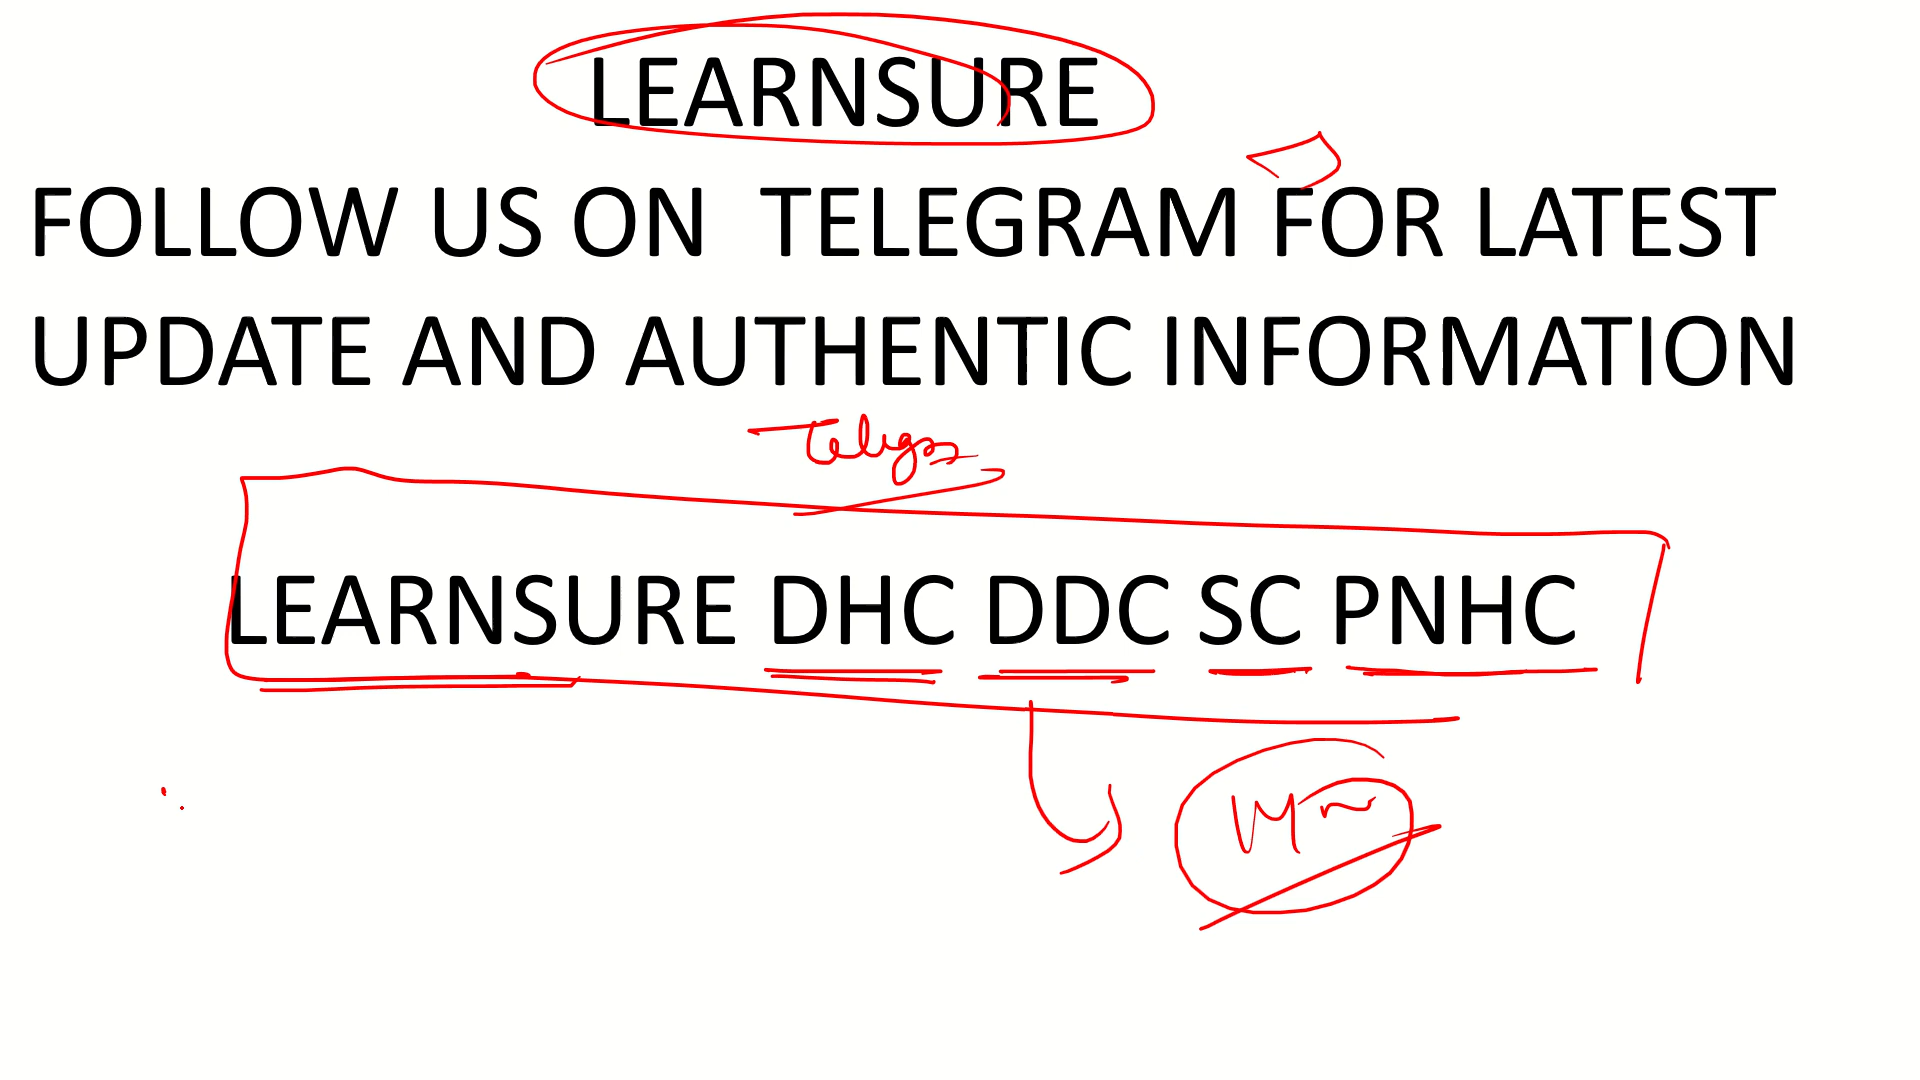 LEARNSURE
FOLLOW US ON TELEGRAM FOR LATEST
UPDATE AND AUTHENTIC INFORMATION
LEARNSURE DHC DDC SC PNHC